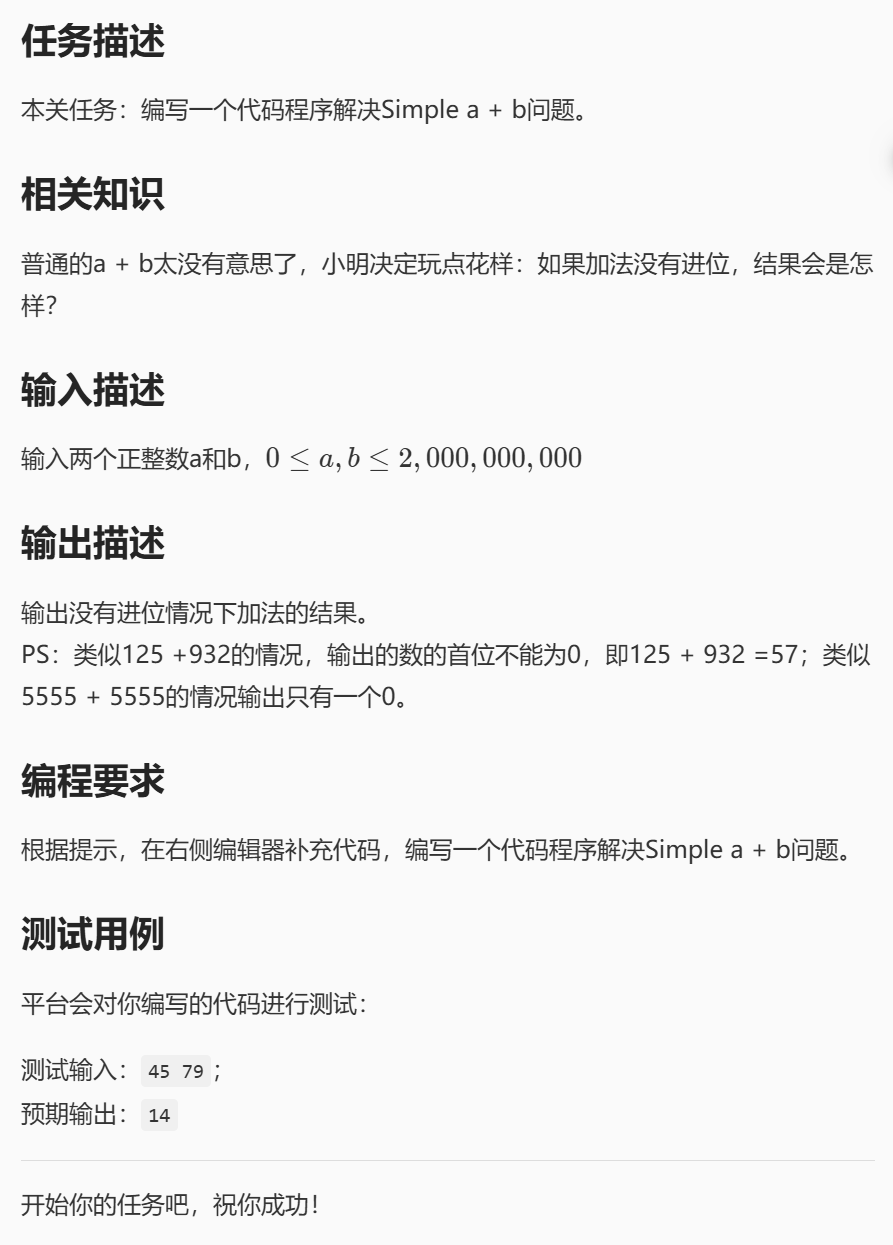 任务描述
本关任务：编写一个代码程序解决Simple a + b问题。
相关知识
普通的a + b太没有意思了，小明决定玩点花样：如果加法没有进位，结果会是怎
样？
输入描述
输入两个正整数a和b，0 ≤ a, b ≤ 2, 000, 000, 000
输出描述
输出没有进位情况下加法的结果。
PS：类似125 +932的情况，输出的数的首位不能为0，即125 + 932 =57；类似
5555 + 5555的情况输出只有一个0。
编程要求
根据提示，在右侧编辑器补充代码，编写一个代码程序解决Simple a + b问题。
测试用例
平台会对你编写的代码进行测试：
测试输入：45 79；
预期输出：14
开始你的任务吧，祝你成功！